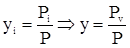 yᵢ = Pᵢ/P ⇒ y = Pᵥ/P